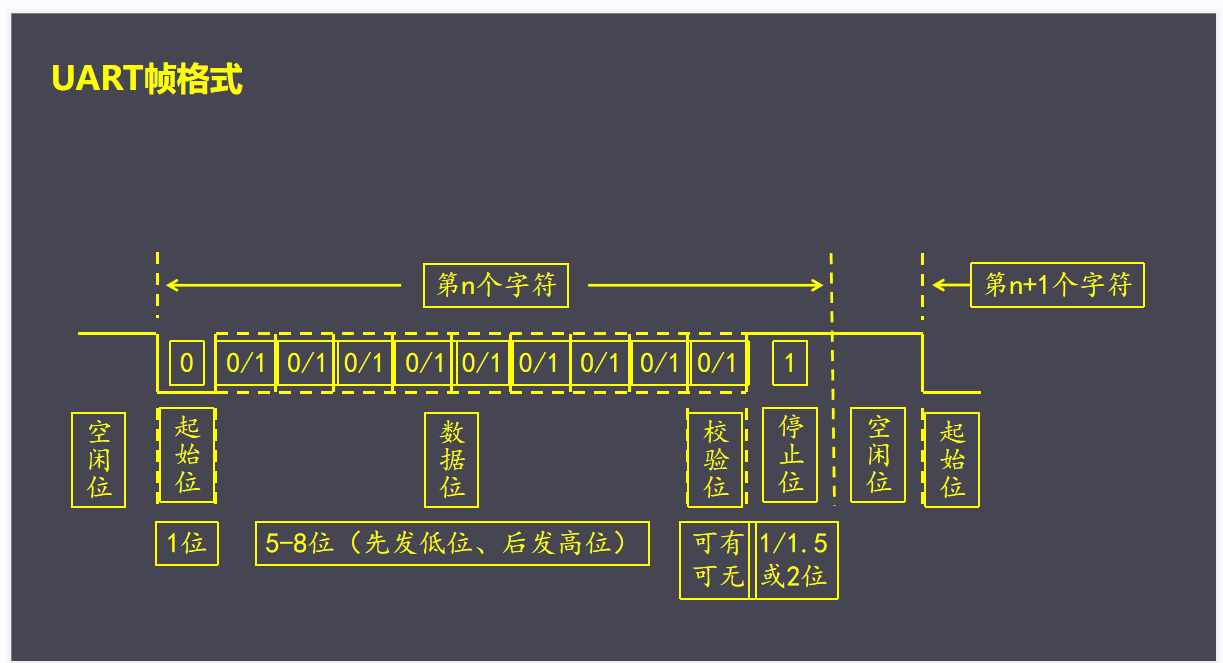 UART帧格式
第n个字符
第n+1个字符
0
0/1
0/1
0/1
0/1
0/1
0/1
0/1
0/1
0/1
1
空闲位
起始位
数据位
校验位
停止位
空闲位
起始位
1位
5-8位（先发低位、后发高位）
可有
可无
1/1.5
或2位